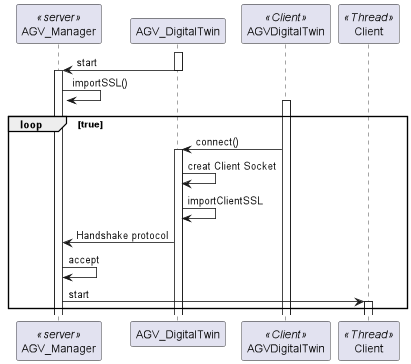 «server»
AGV_Manager
AGV_DigitalTwin
«Client»
AGVDigitalTwin
«Thread»
Client
start
importSSL()
loop [true]
connect()
creat Client Socket
importClientSSL
Handshake protocol
accept
start
«server»
AGV_Manager
AGV_DigitalTwin
«Client»
AGVDigitalTwin
«Thread»
Client